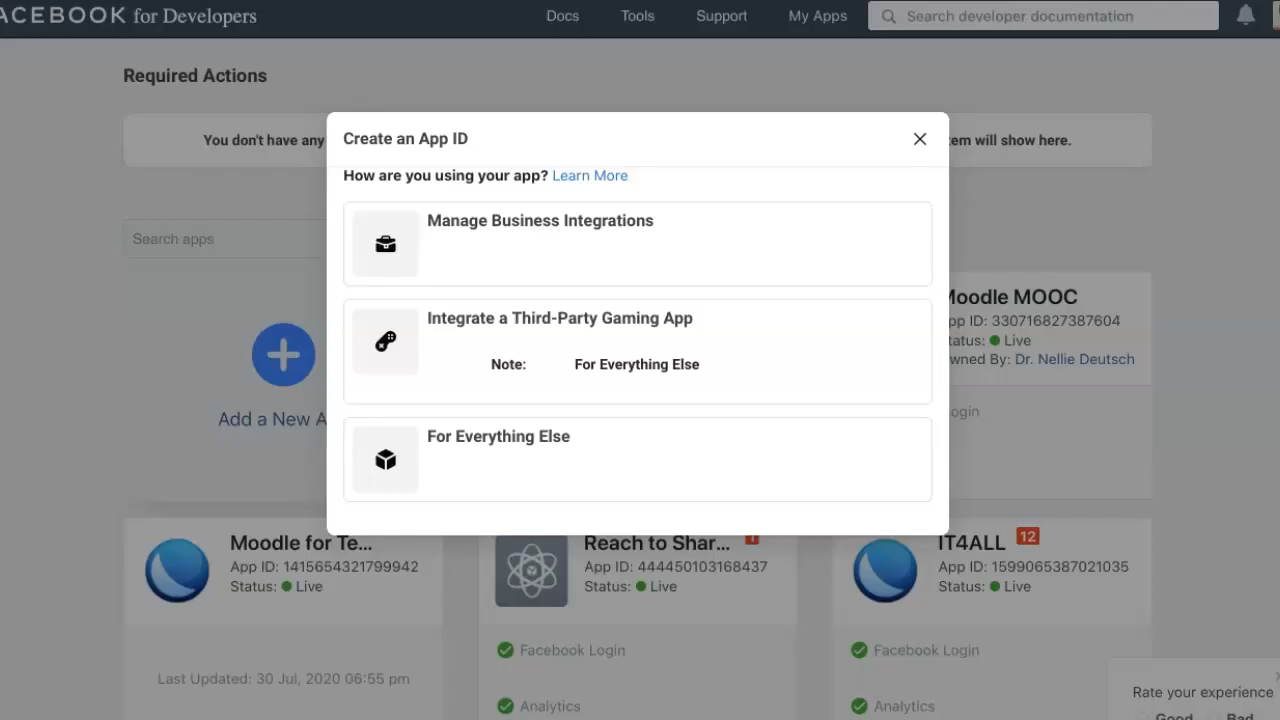 ACEBOOK for Developers
Docs
Tools
Support
My Apps
Search developer documentation
Required Actions
You don't have any
em will show here.
Create an App ID
How are you using your app? Learn More
Manage Business Integrations
Integrate a Third-Party Gaming App
Note: For Everything Else
For Everything Else
Search apps
Add a New A
Moodle MOOC
pp ID: 330716827387604
tatus: Live
wned By: Dr. Nellie Deutsch
ogin
Moodle for Te...
App ID: 1415654321799942
Status: Live
Last Updated: 30 Jul, 2020 06:55 pm
Reach to Shar...
App ID: 444450103168437
Status: Live
Facebook Login
Analytics
IT4ALL 12
App ID: 1599065387021035
Status: Live
Facebook Login
Analytics
Rate your experience
Good Bad